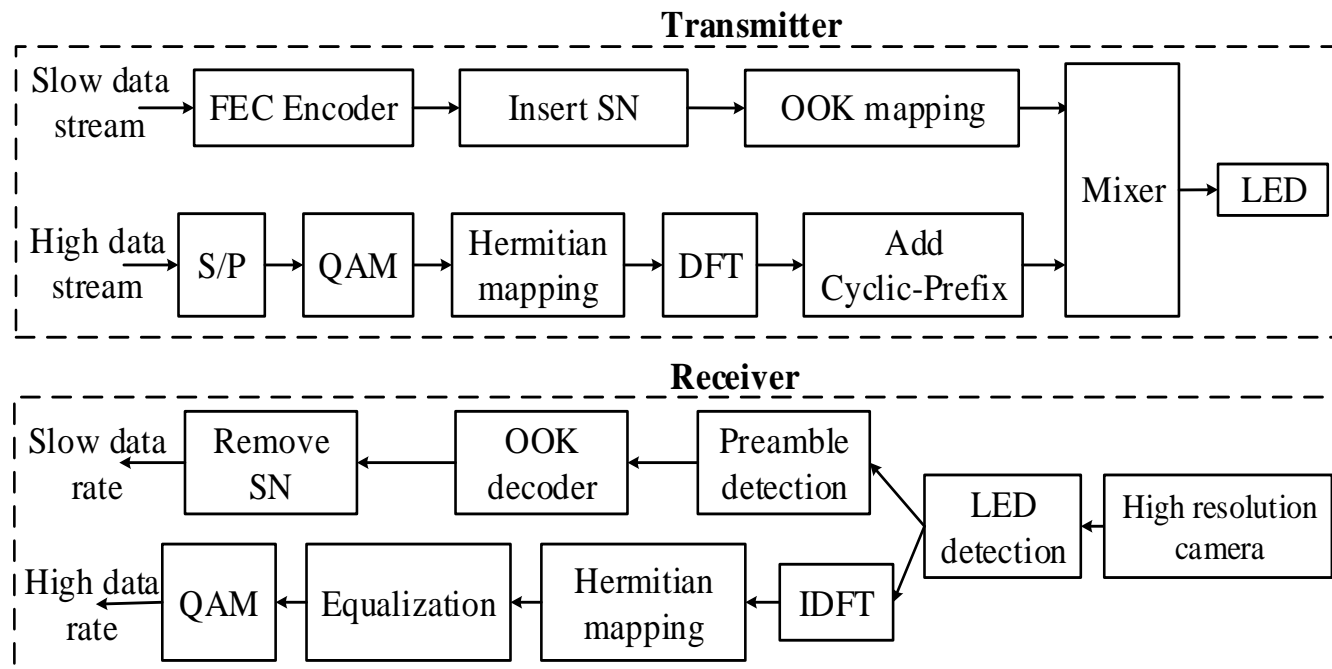 Transmitter
Slow data
stream
FEC Encoder
Insert SN
OOK mapping
Mixer
LED
High data
stream
S/P
QAM
Hermitian
mapping
DFT
Add
Cyclic-Prefix
Receiver
Slow data
rate
Remove
SN
OOK
decoder
Preamble
detection
LED
detection
High resolution
camera
High data
rate
QAM
Equalization
Hermitian
mapping
IDFT